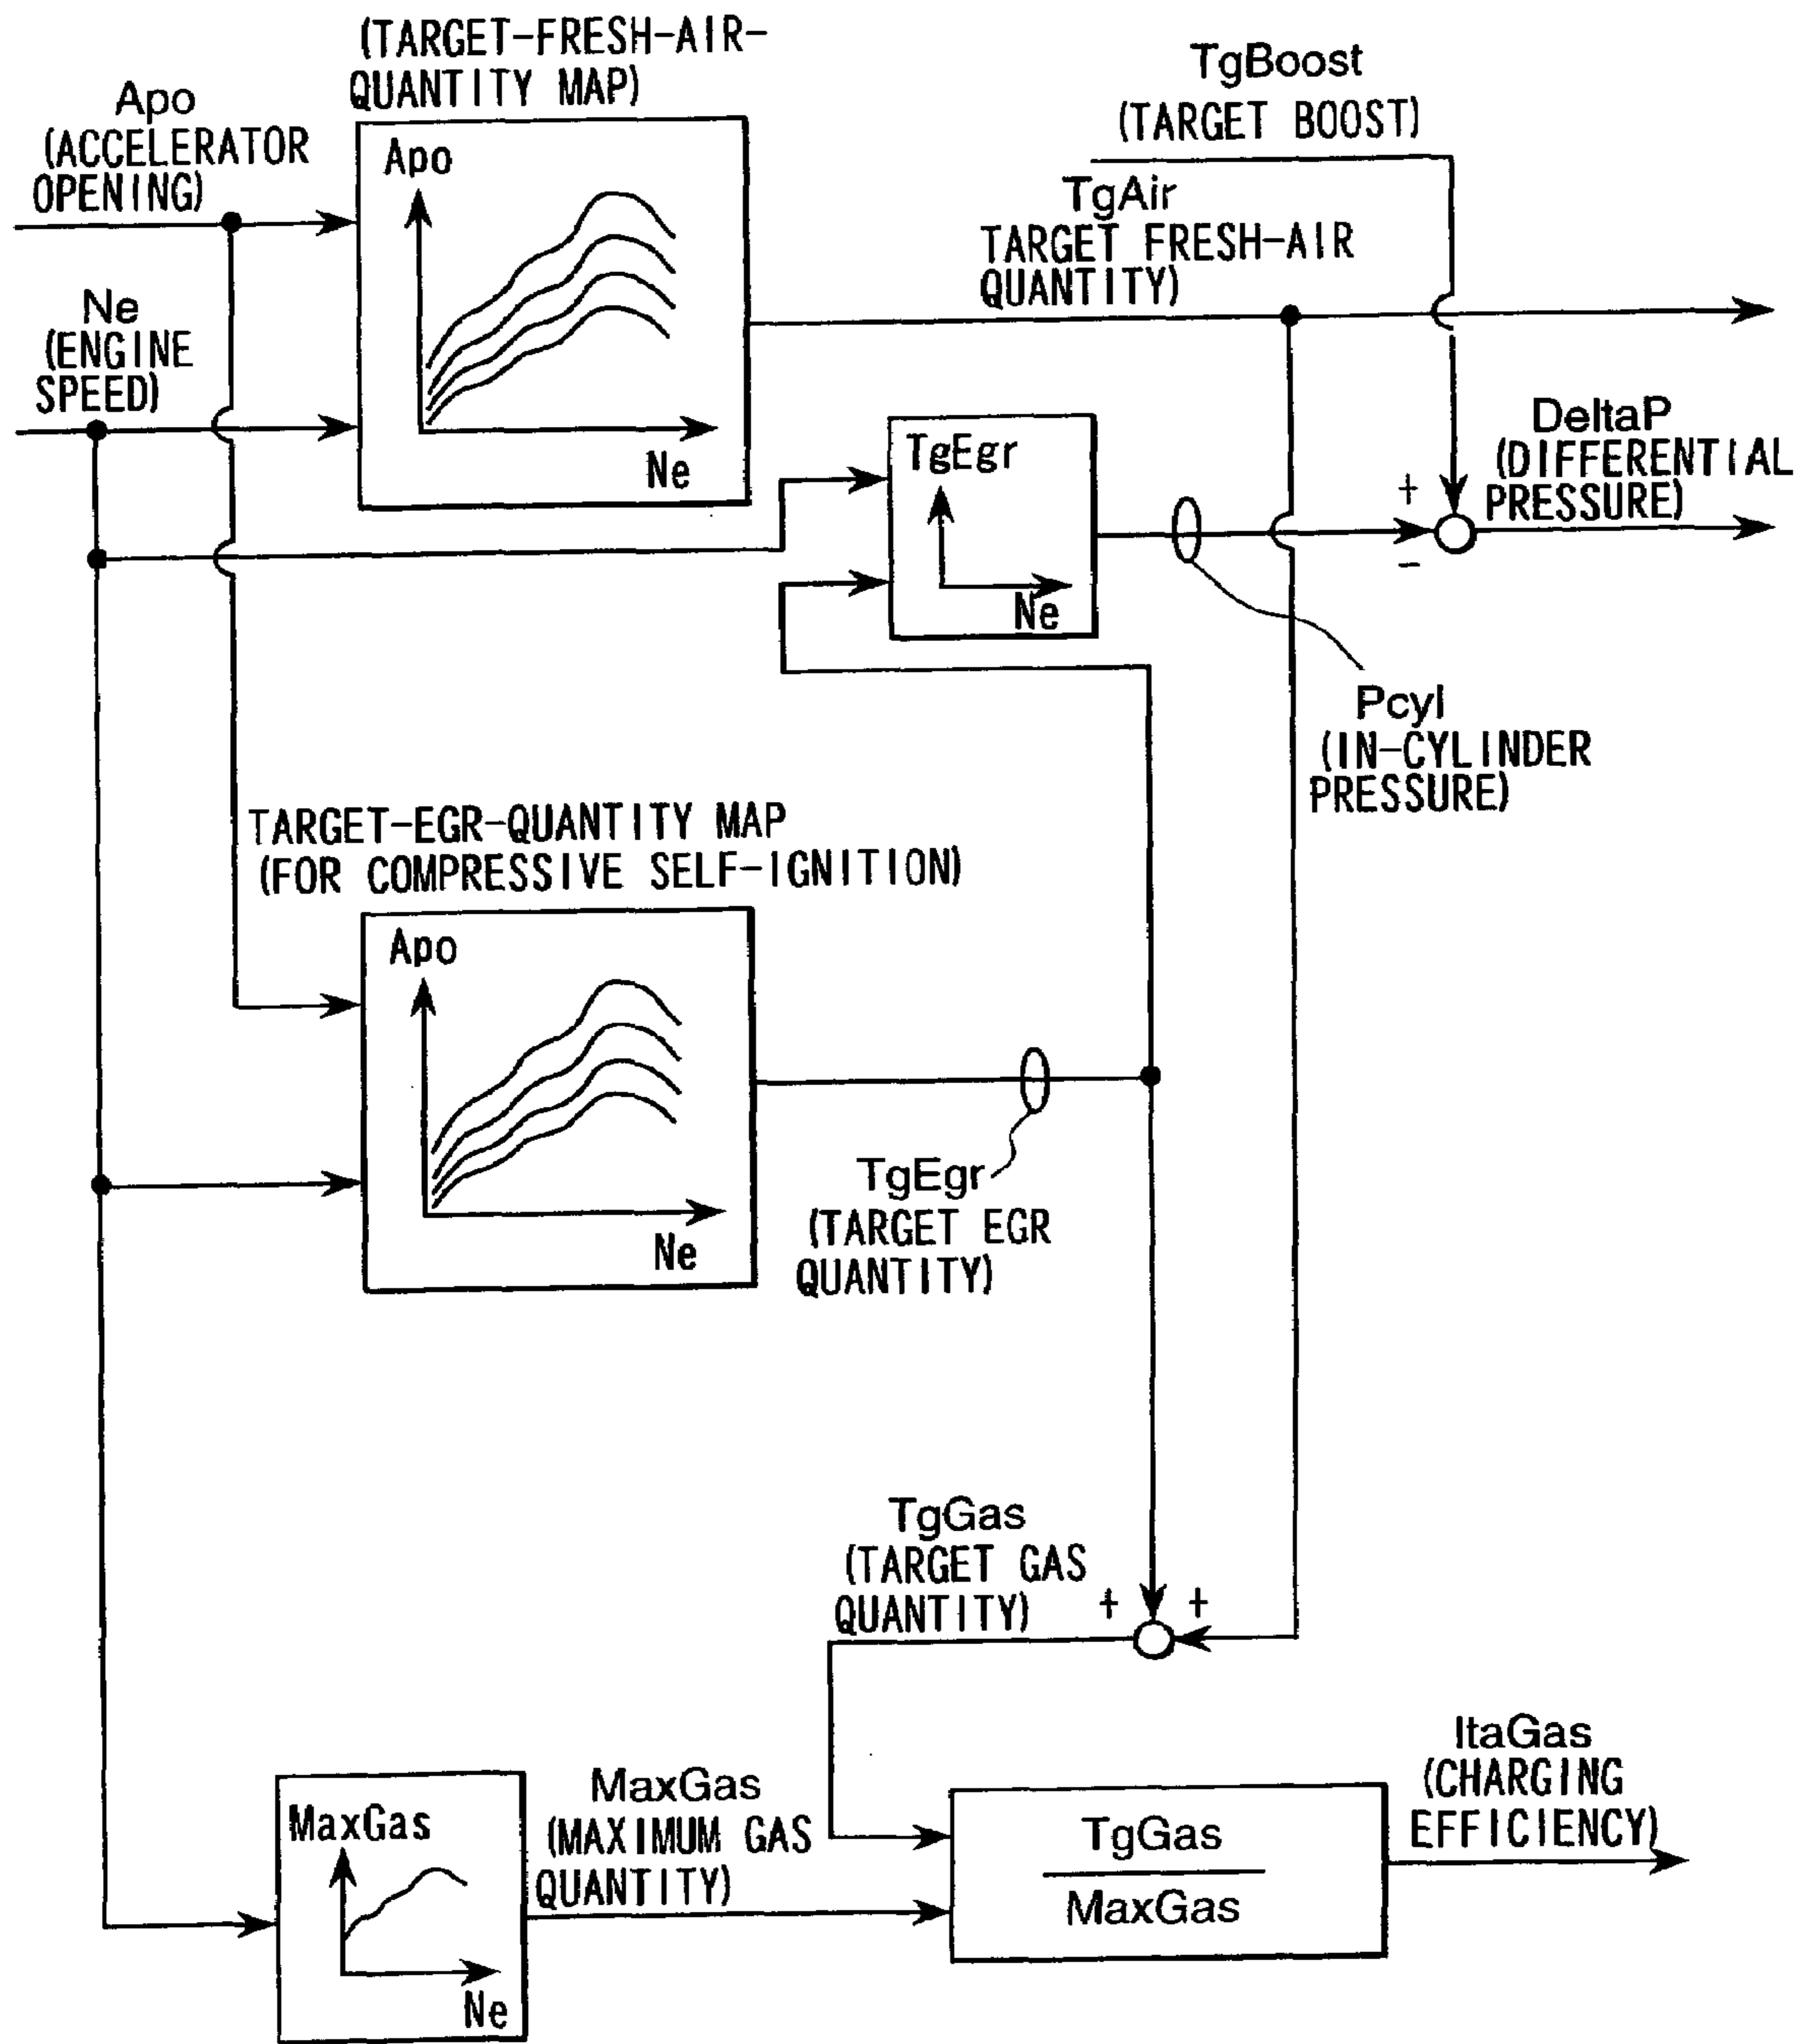 (TARGET-FRESH-AIR-
QUANTITY MAP)
Apo
(ACCELERATOR
OPENING)
Apo
Ne
TgBoost
(TARGET BOOST)
TgAir
TARGET FRESH-AIR
QUANTITY)
Ne
(ENGINE
SPEED)
TgEgr
Ne
+
-
DeltaP
(DIFFERENTIAL
PRESSURE)
Pcyl
(IN-CYLINDER
PRESSURE)
TARGET-EGR-QUANTITY MAP
(FOR COMPRESSIVE SELF-IGNITION)
Apo
Ne
TgEgr
(TARGET EGR
QUANTITY)
TgGas
(TARGET GAS
QUANTITY)
+ +
MaxGas
Ne
MaxGas
(MAXIMUM GAS
QUANTITY)
TgGas
MaxGas
ItaGas
(CHARGING
EFFICIENCY)